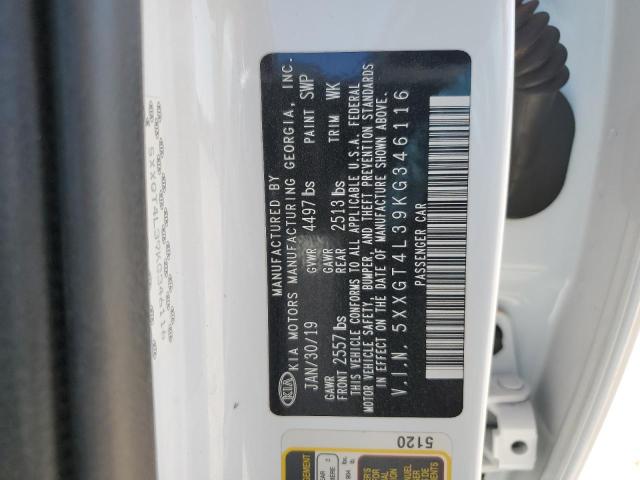 MANUFACTURED BY
KIA MOTORS MANUFACTURING GEORGIA, INC.
KIA
JAN/30/19
GVWR 4497 lbs
PAINT SWP
GAWR FRONT 2557 lbs
GAWR REAR 2513 lbs
TRIM WK
THIS VEHICLE CONFORMS TO ALL APPLICABLE U.S.A. FEDERAL
MOTOR VEHICLE SAFETY, BUMPER, AND THEFT PREVENTION STANDARDS
IN EFFECT ON THE DATE OF MANUFACTURE SHOWN ABOVE.
V.I.N. 5XXGT4L39KG346116
PASSENGER CAR
5120
5XXGT4L39KG346116